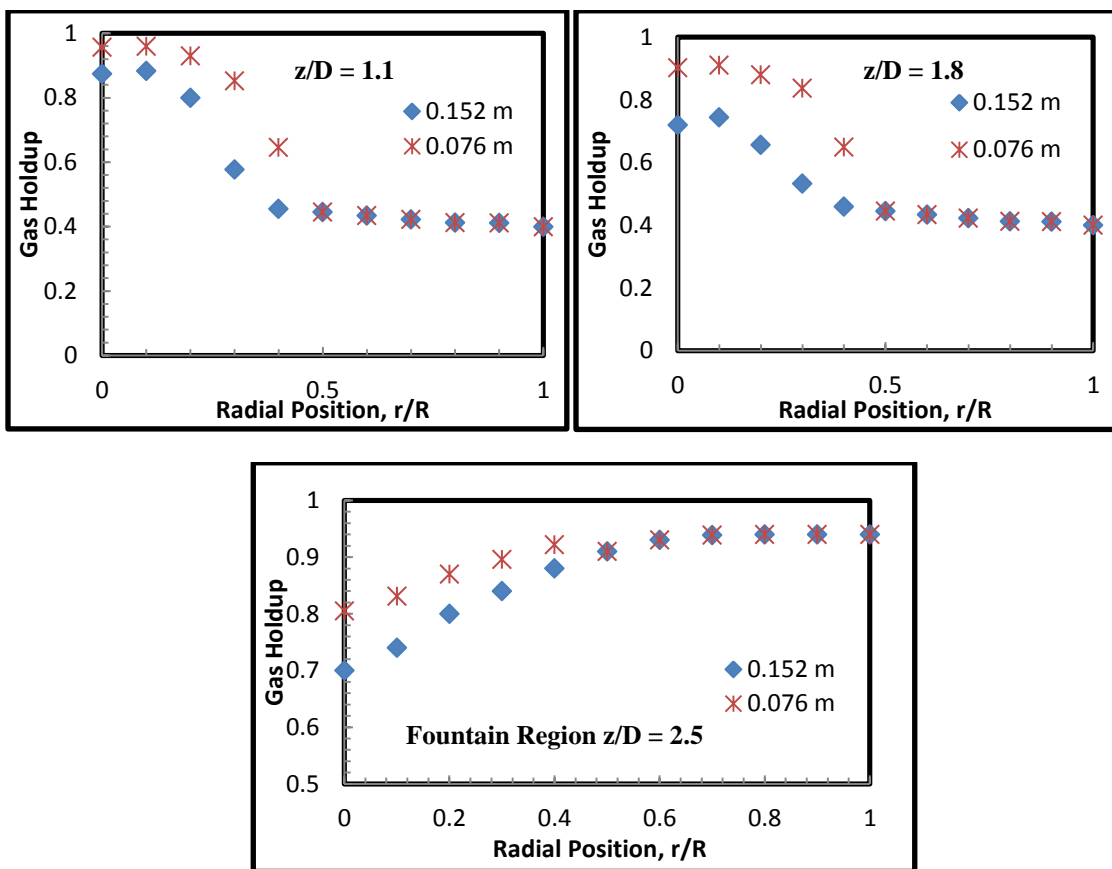 z/D = 1.1
0.152 m
0.076 m
Gas Holdup
1
0.8
0.6
0.4
0.2
0
0
0.5
1
Radial Position, r/R
z/D = 1.8
0.152 m
0.076 m
Gas Holdup
1
0.8
0.6
0.4
0.2
0
0
0.5
1
Radial Position, r/R
Gas Holdup
1
0.9
0.8
0.7
0.6
0.5
0.152 m
0.076 m
Fountain Region z/D = 2.5
0
0.2
0.4
0.6
0.8
1
Radial Position, r/R